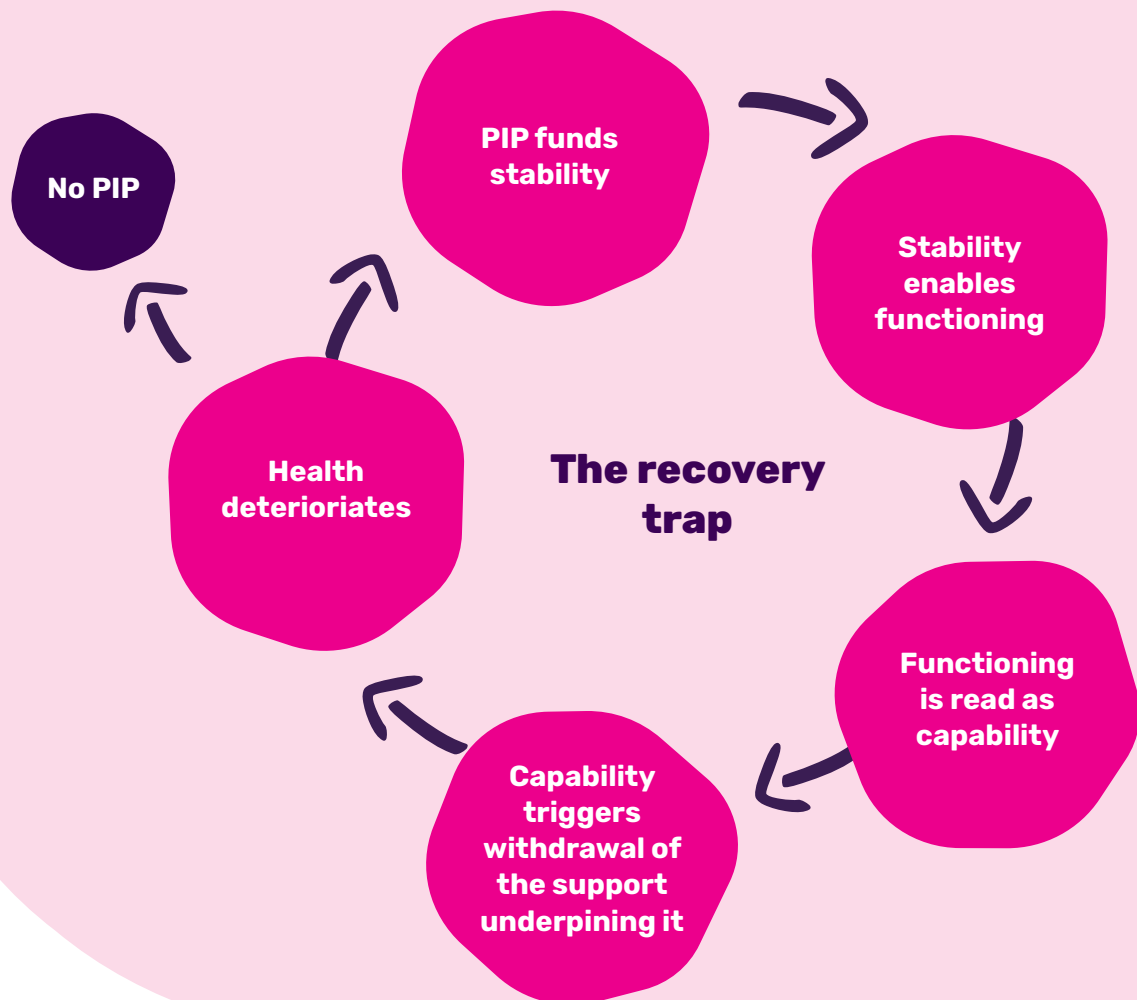 PIP funds
stability
Stability
enables
functioning
Functioning
is read as
capability
Capability
triggers
withdrawal of
the support
underpining it
Health
deterioriates
No PIP
The recovery
trap